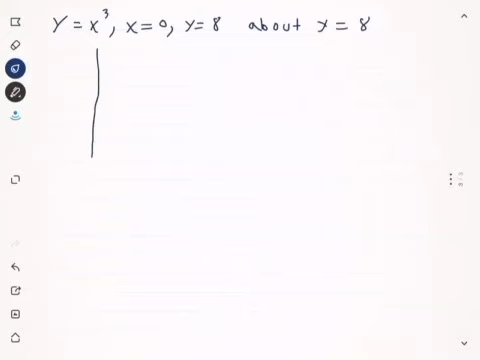 Y = x³, x=0, y=8 about x = 8